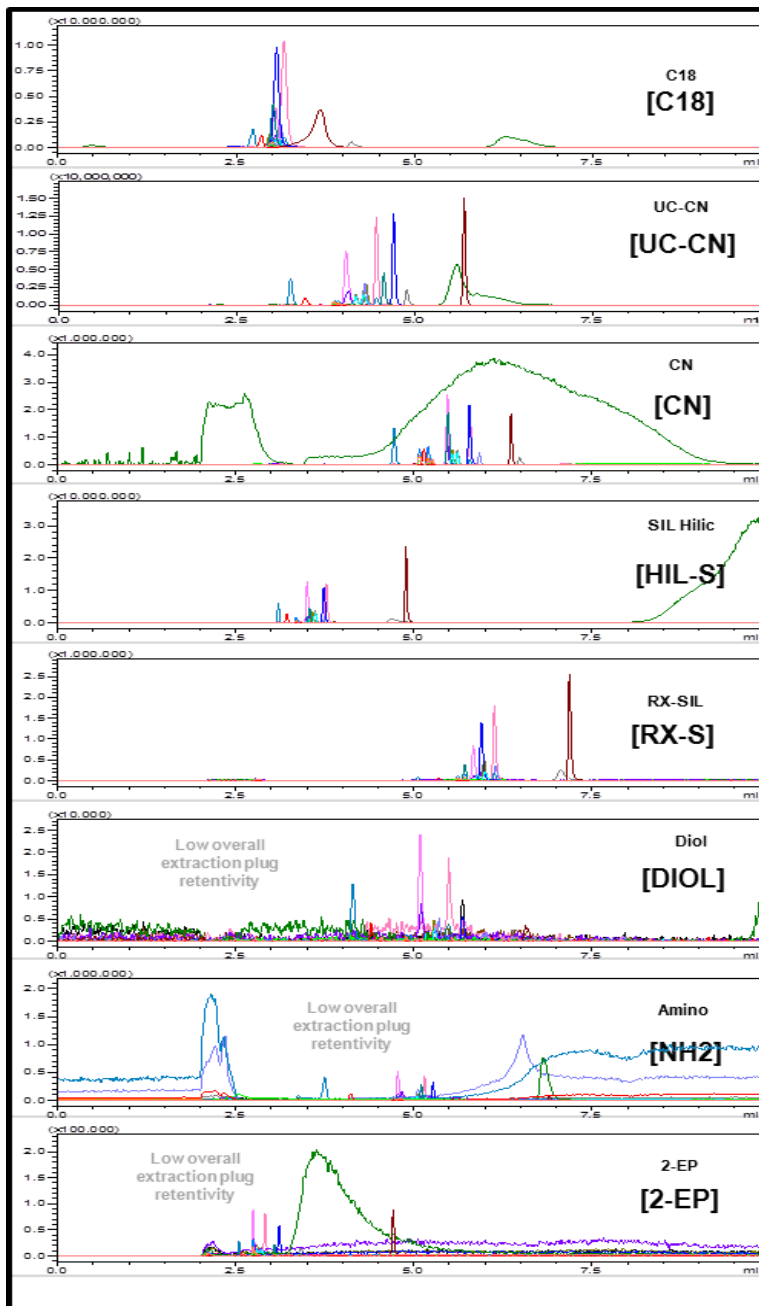 (x10.000.000)
1.00
0.75
0.50
0.25
0.00
C18
[C18]
0.0 2.5 5.0 7.5
(x10,000,000)
1.50
1.25
1.00
0.75
0.50
0.25
0.00
UC-CN
[UC-CN]
0.0 2.5 5.0 7.5
(x1.000.000)
4.0
3.0
2.0
1.0
0.0
CN
[CN]
0.0 2.5 5.0 7.5
(x10.000.000)
3.0
2.0
1.0
0.0
SIL Hilic
[HIL-S]
0.0 2.5 5.0 7.5
(x1.000.000)
2.5
2.0
1.5
1.0
0.5
0.0
RX-SIL
[RX-S]
0.0 2.5 5.0 7.5 mi
(x10.000)
2.5
2.0
1.5
1.0
0.5
0.0
Low overall
extraction plug
retentivity
Diol
[DIOL]
0.0 2.5 5.0 7.5 mi
(x1.000.000)
2.0
1.5
1.0
0.5
0.0
Low overall
extraction plug
retentivity
Amino
[NH2]
0.0 2.5 5.0 7.5 mi
(x100.000)
2.0
1.5
1.0
0.5
0.0
Low overall
extraction plug
retentivity
2-EP
[2-EP]
0.0 2.5 5.0 7.5 mi